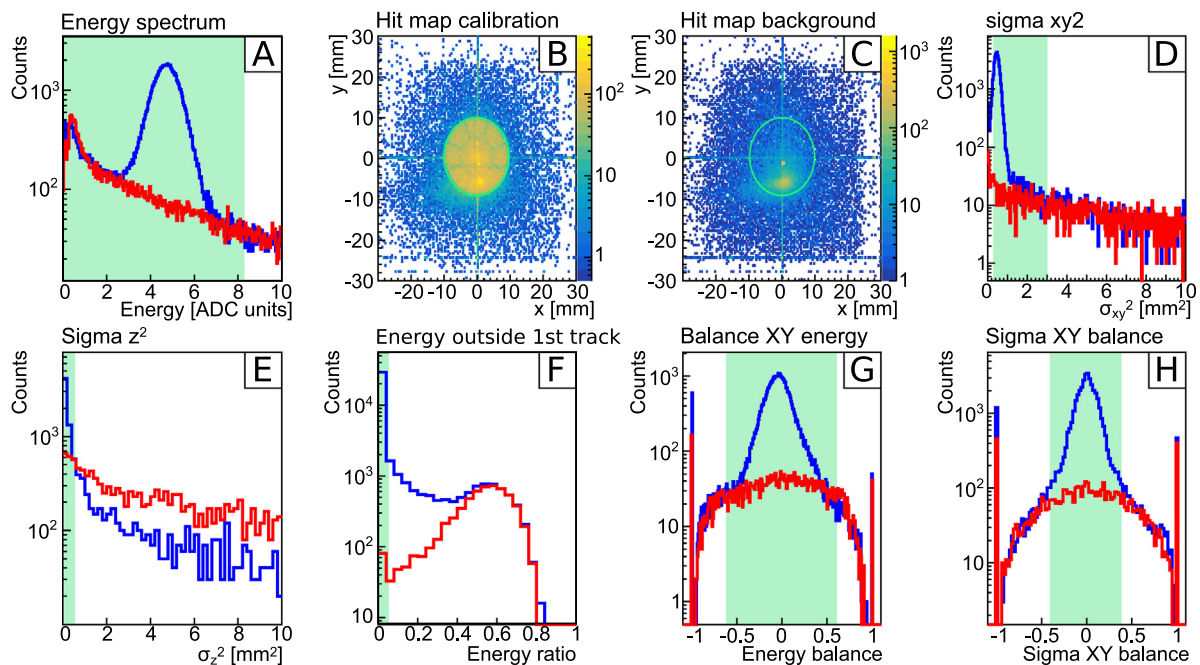 Energy spectrum
A
Counts
10³
10²
0 2 4 6 8 10
Energy [ADC units]
Hit map calibration
B
y [mm]
30
20
10
0
-10
-20
30
-20 -10 0 10 20 30
x [mm]
10²
10
1
Hit map background
C
y [mm]
30
20
10
0
-10
-20
30
-20 -10 0 10 20 30
x [mm]
10³
10²
10
1
sigma xy2
D
Counts
10³
10²
10
1
0 2 4 6 8 10
σxy² [mm²]
Sigma z²
E
Counts
10³
10²
0 2 4 6 8 10
σz² [mm²]
Energy outside 1st track
F
Counts
10⁴
10³
10²
10
0 0.2 0.4 0.6 0.8 1
Energy ratio
Balance XY energy
G
Counts
10³
10²
10
1
-1 -0.5 0 0.5 1
Energy balance
Sigma XY balance
H
Counts
10³
10²
10
1
-1 -0.5 0 0.5 1
Sigma XY balance